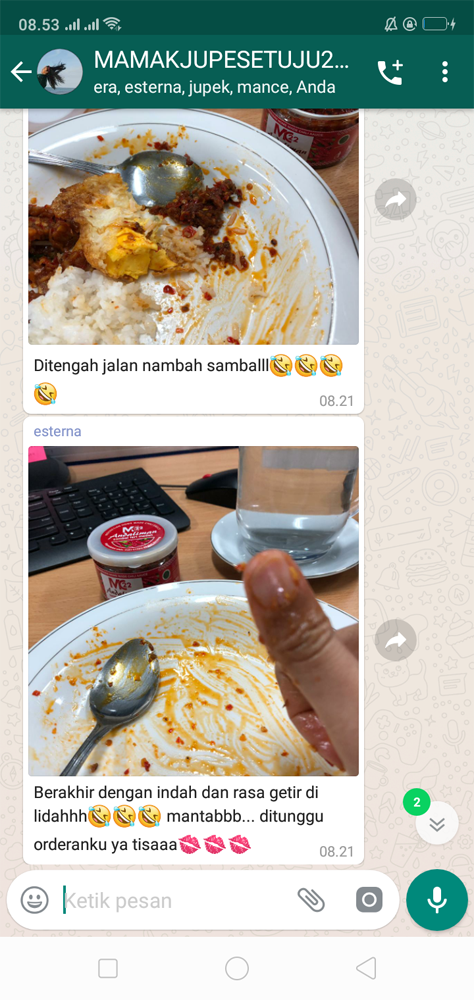 08.53
MAMAKJUPESETUJU2...
era, esterna, jupek, mance, Anda
Ditengah jalan nambah samballl🤣🤣🤣
🤣
08.21
esterna
Andaliman
Berakhir dengan indah dan rasa getir di
lidahhh🤣🤣🤣 mantabbb... ditunggu
orderanku ya tisaaa💋💋💋
08.21
2
Ketik pesan